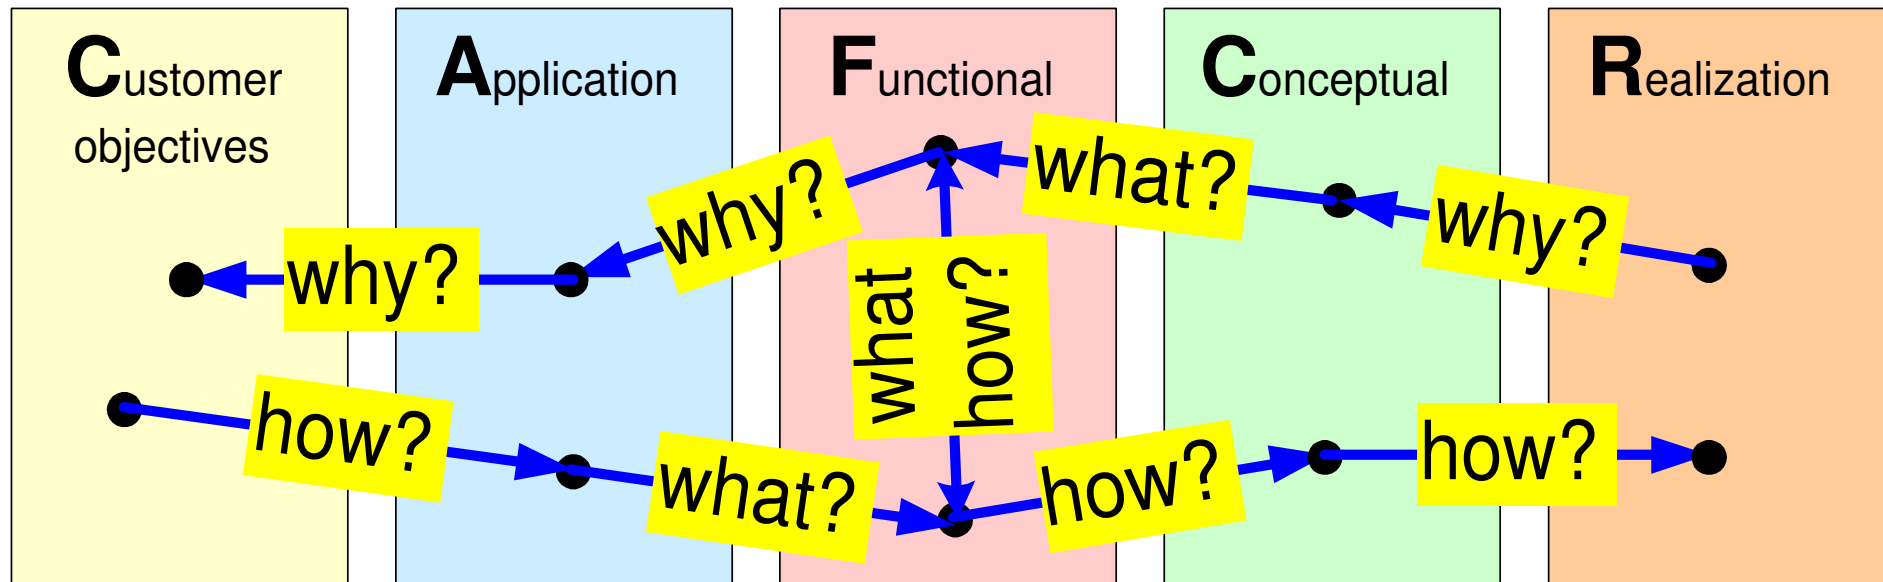 Customer
objectives
Application
Functional
Conceptual
Realization
why?
why?
what?
why?
what
how?
how?
what?
how?
how?